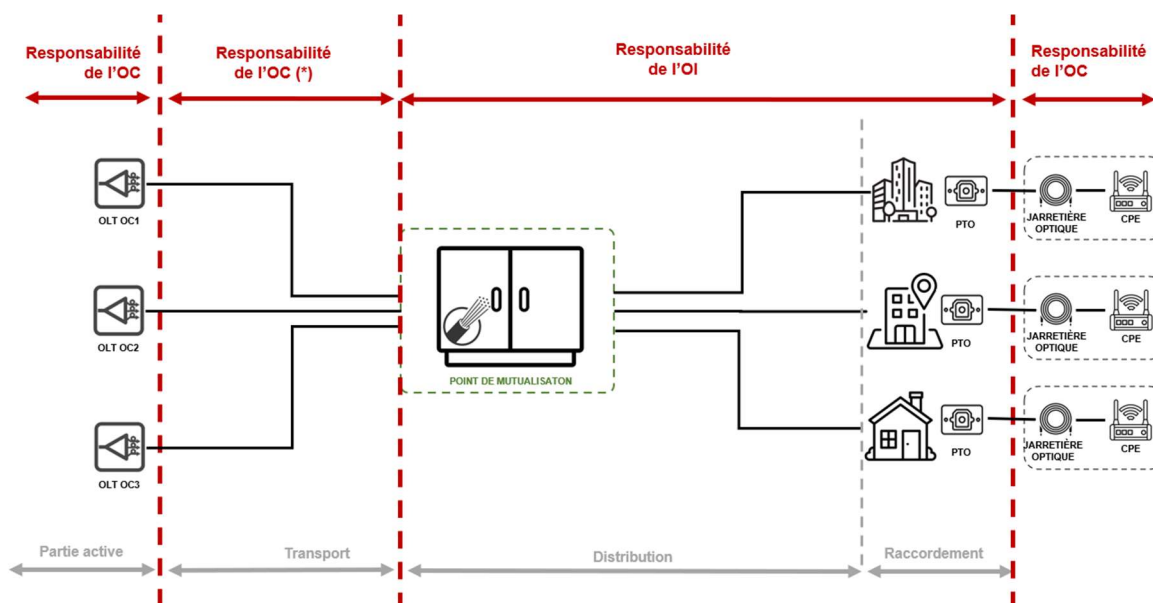 Responsabilité
de l'OC
Responsabilité
de l'OC (*)
Responsabilité
de l'OI
Responsabilité
de l'OC
OLT OC1
PTO
JARRETIÈRE
OPTIQUE
CPE
OLT OC2
PTO
JARRETIÈRE
OPTIQUE
CPE
POINT DE MUTUALISATON
OLT OC3
PTO
JARRETIÈRE
OPTIQUE
CPE
Partie active
Transport
Distribution
Raccordement